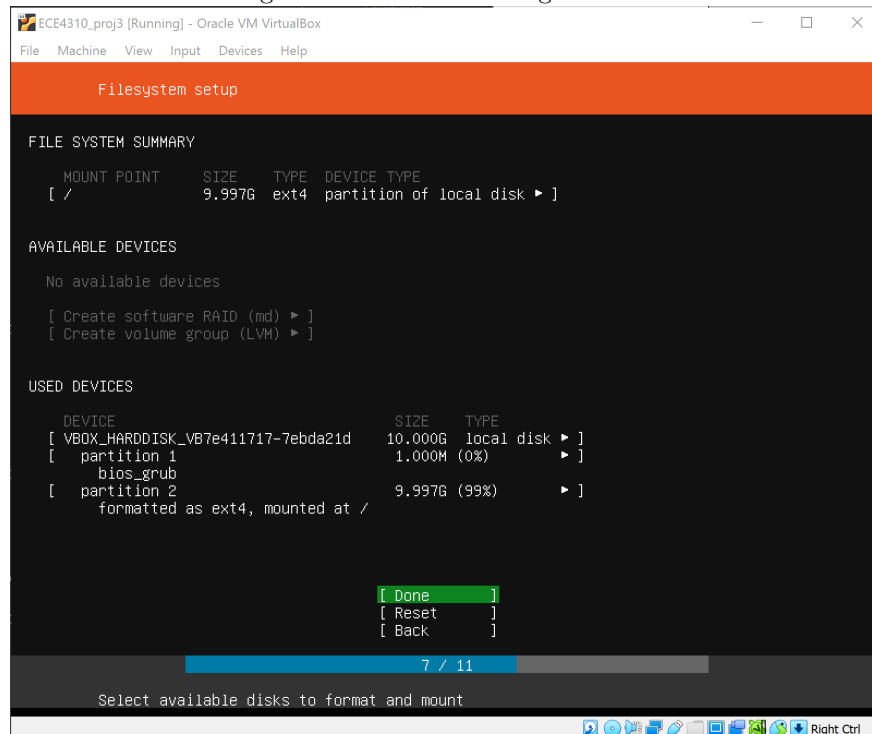 ECE4310_proj3 [Running] - Oracle VM VirtualBox
File Machine View Input Devices Help
Filesystem setup
FILE SYSTEM SUMMARY
MOUNT POINT SIZE TYPE DEVICE TYPE
[ / 9.997G ext4 partition of local disk ▸ ]
AVAILABLE DEVICES
No available devices
[ Create software RAID (md) ▸ ]
[ Create volume group (LVM) ▸ ]
USED DEVICES
DEVICE SIZE TYPE
[ VBOX_HARDDISK_VB7e411717-7ebda21d 10.000G local disk ▸ ]
[ partition 1 1.000M (0%) ▸ ]
bios_grub
[ partition 2 9.997G (99%) ▸ ]
formatted as ext4, mounted at /
[ Done ]
[ Reset ]
[ Back ]
7 / 11
Select available disks to format and mount
Right Ctrl